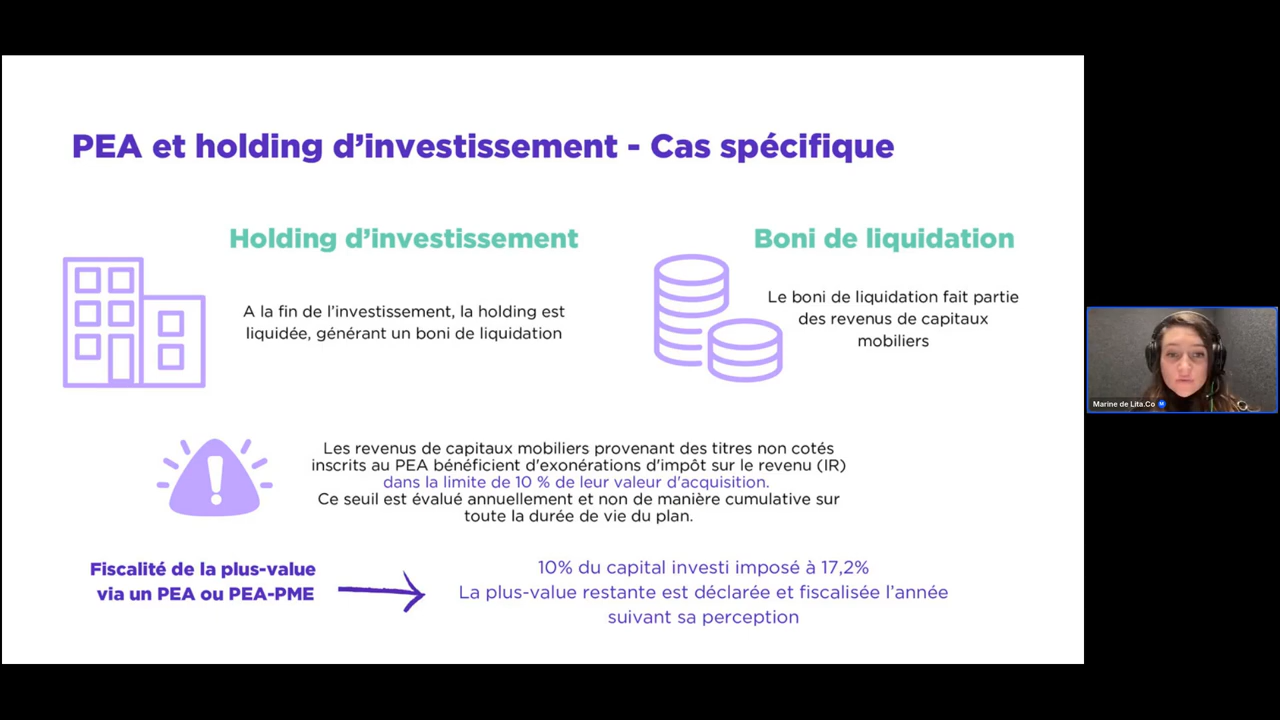 PEA et holding d’investissement - Cas spécifique
Holding d’investissement
A la fin de l’investissement, la holding est
liquidée, générant un boni de liquidation
Boni de liquidation
Le boni de liquidation fait partie
des revenus de capitaux
mobiliers
Les revenus de capitaux mobiliers provenant des titres non cotés
inscrits au PEA bénéficient d'exonérations d'impôt sur le revenu (IR)
dans la limite de 10 % de leur valeur d'acquisition.
Ce seuil est évalué annuellement et non de manière cumulative sur
toute la durée de vie du plan.
Fiscalité de la plus-value
via un PEA ou PEA-PME
10% du capital investi imposé à 17,2%
La plus-value restante est déclarée et fiscalisée l’année
suivant sa perception
Marine de Lita.Co